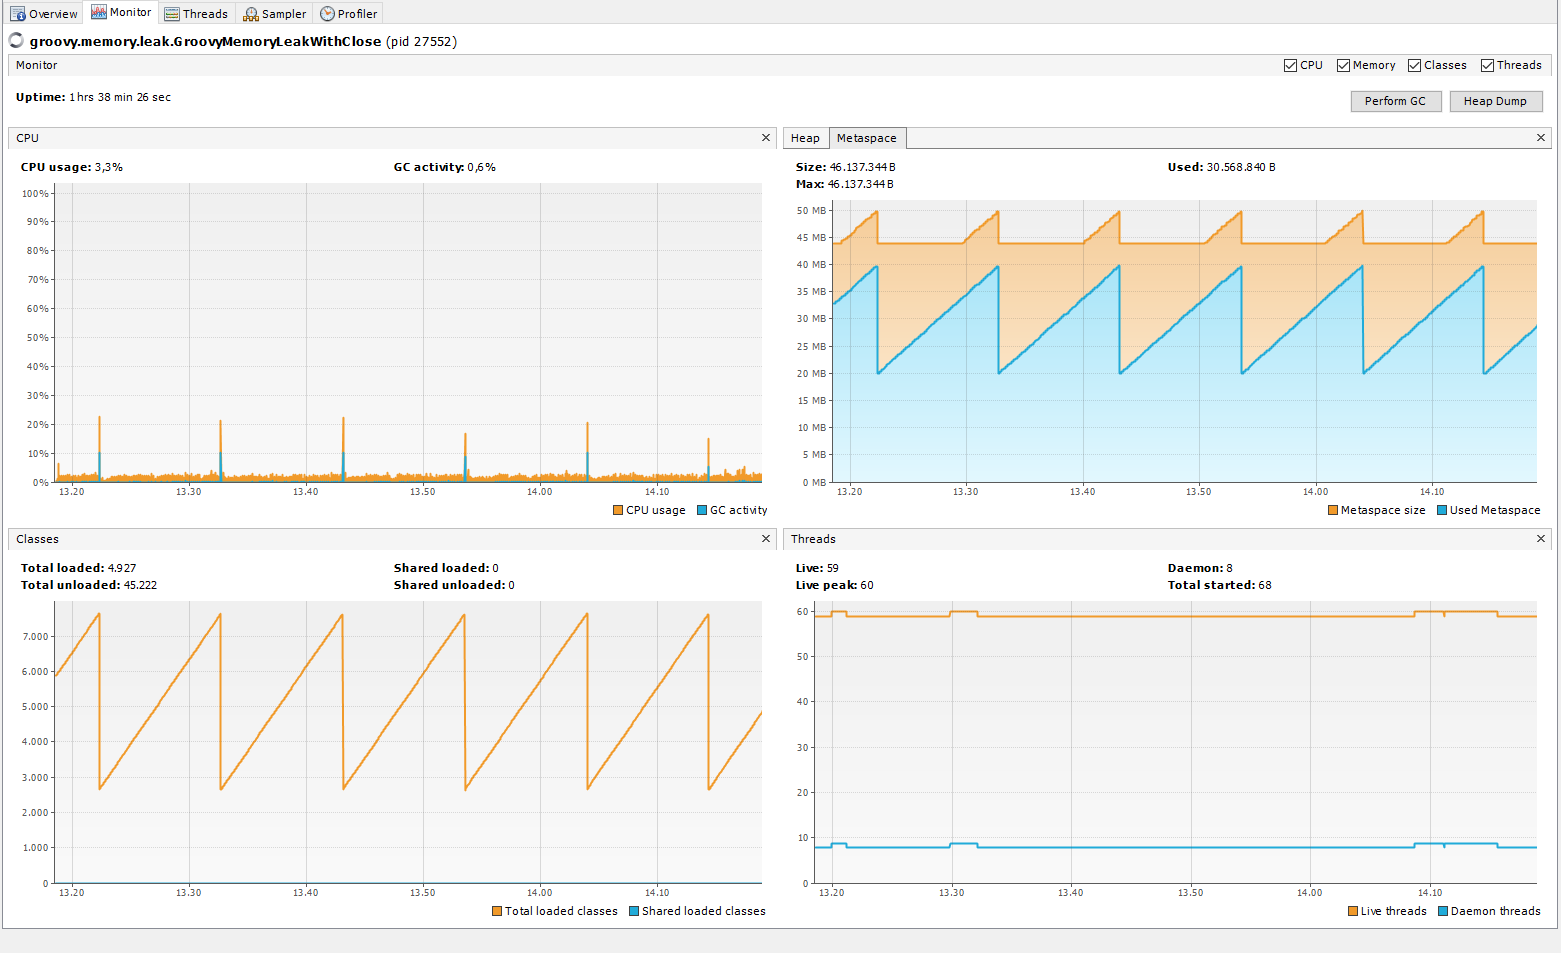 Overview Monitor Threads Sampler Profiler
groovy.memory.leak.GroovyMemoryLeakWithClose (pid 27552)
Monitor
CPU Memory Classes Threads
Uptime: 1 hrs 38 min 26 sec
Perform GC Heap Dump
CPU
CPU usage: 3,3% GC activity: 0,6%
100%
90%
80%
70%
60%
50%
40%
30%
20%
10%
0%
13.20 13.30 13.40 13.50 14.00 14.10
CPU usage GC activity
Heap Metaspace
Size: 46.137.344 B Used: 30.568.840 B
Max: 46.137.344 B
50 MB
45 MB
40 MB
35 MB
30 MB
25 MB
20 MB
15 MB
10 MB
5 MB
0 MB
13.20 13.30 13.40 13.50 14.00 14.10
Metaspace size Used Metaspace
Classes
Total loaded: 4.927 Shared loaded: 0
Total unloaded: 45.222 Shared unloaded: 0
7.000
6.000
5.000
4.000
3.000
2.000
1.000
0
13.20 13.30 13.40 13.50 14.00 14.10
Total loaded classes Shared loaded classes
Threads
Live: 59 Daemon: 8
Live peak: 60 Total started: 68
60
50
40
30
20
10
0
13.20 13.30 13.40 13.50 14.00 14.10
Live threads Daemon threads